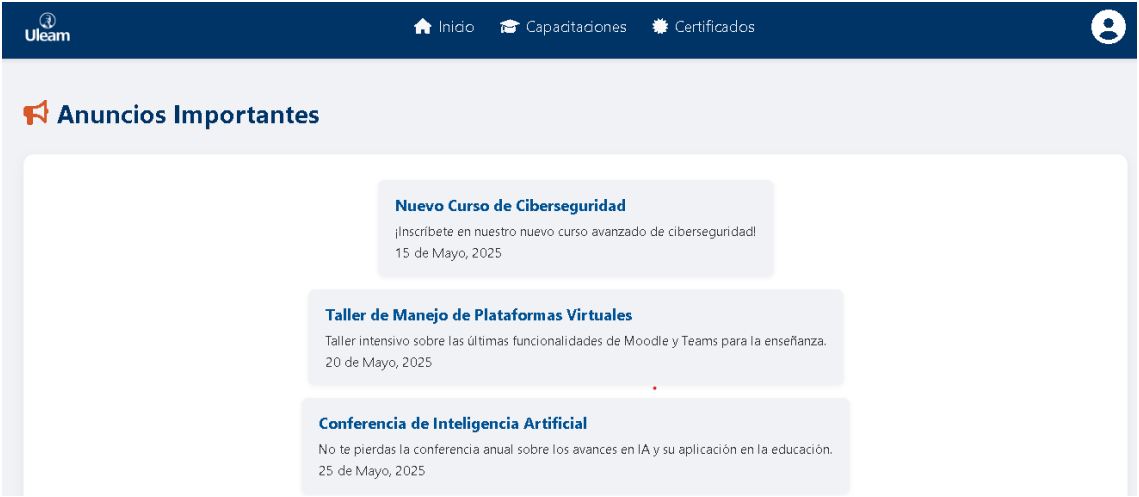 Uleam
Inicio Capacitaciones Certificados
Anuncios Importantes
Nuevo Curso de Ciberseguridad
¡Inscríbete en nuestro nuevo curso avanzado de ciberseguridad!
15 de Mayo, 2025
Taller de Manejo de Plataformas Virtuales
Taller intensivo sobre las últimas funcionalidades de Moodle y Teams para la enseñanza.
20 de Mayo, 2025
Conferencia de Inteligencia Artificial
No te pierdas la conferencia anual sobre los avances en IA y su aplicación en la educación.
25 de Mayo, 2025